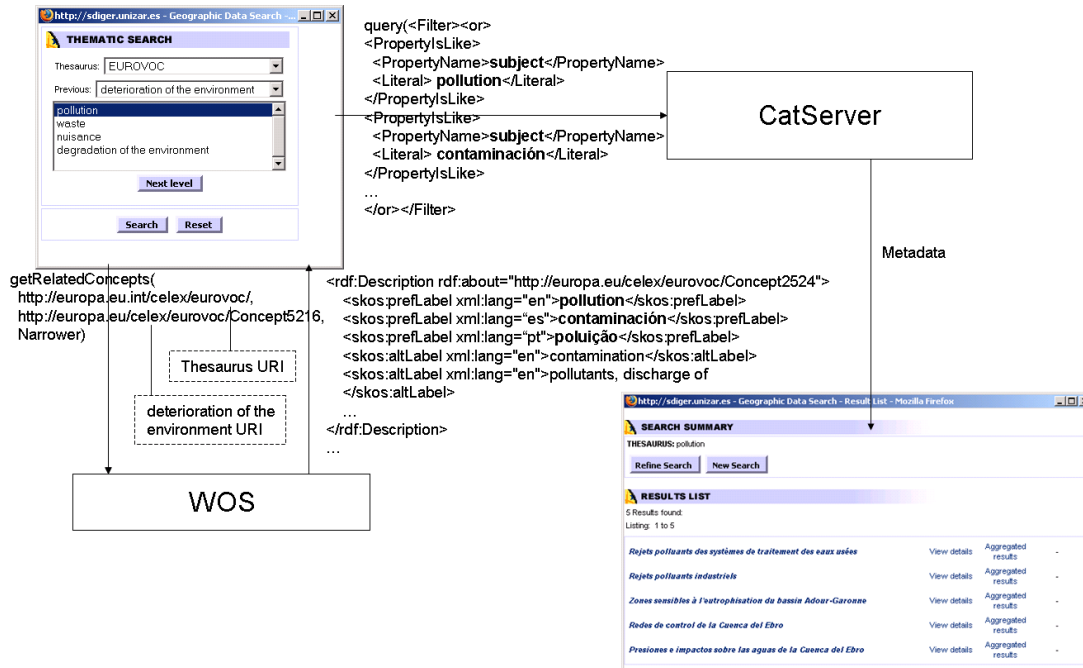 http://sdiger.unizar.es - Geographic Data Search -...
THEMATIC SEARCH
Thesaurus: EUROVOC
Previous: deterioration of the environment
pollution
waste
nuisance
degradation of the environment
Next level
Search Reset
query(<Filter><or>
<PropertyIsLike>
<PropertyName>subject</PropertyName>
<Literal> pollution</Literal>
</PropertyIsLike>
<PropertyIsLike>
<PropertyName>subject</PropertyName>
<Literal> contaminación</Literal>
</PropertyIsLike>
...
</or></Filter>
CatServer
Metadata
getRelatedConcepts(
http://europa.eu.int/celex/eurovoc/,
http://europa.eu/celex/eurovoc/Concept5216,
Narrower)
Thesaurus URI
deterioration of the
environment URI
<rdf:Description rdf:about="http://europa.eu/celex/eurovoc/Concept2524">
<skos:prefLabel xml:lang="en">pollution</skos:prefLabel>
<skos:prefLabel xml:lang=“es">contaminación</skos:prefLabel>
<skos:prefLabel xml:lang=“pt">poluição</skos:prefLabel>
<skos:altLabel xml:lang="en">contamination</skos:altLabel>
<skos:altLabel xml:lang="en">pollutants, discharge of
</skos:altLabel>
...
</rdf:Description>
...
WOS
http://sdiger.unizar.es - Geographic Data Search - Result List - Mozilla Firefox
SEARCH SUMMARY
THESAURUS: pollution
Refine Search New Search
RESULTS LIST
5 Results found:
Listing: 1 to 5
Rejets polluants des systèmes de traitement des eaux usées View details Aggregated results -
Rejets polluants industriels View details Aggregated results -
Zones sensibles à l'eutrophisation du bassin Adour-Garonne View details Aggregated results -
Redes de control de la Cuenca del Ebro View details Aggregated results -
Presiones e impactos sobre las aguas de la Cuenca del Ebro View details Aggregated results -